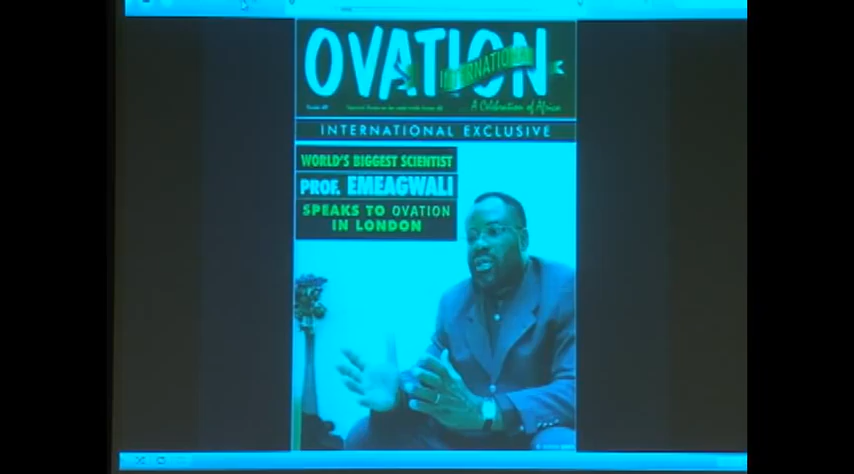 OVATION
INTERNATIONAL
A Celebration of Africa
INTERNATIONAL EXCLUSIVE
WORLD'S BIGGEST SCIENTIST
PROF. EMEAGWALI
SPEAKS TO OVATION
IN LONDON